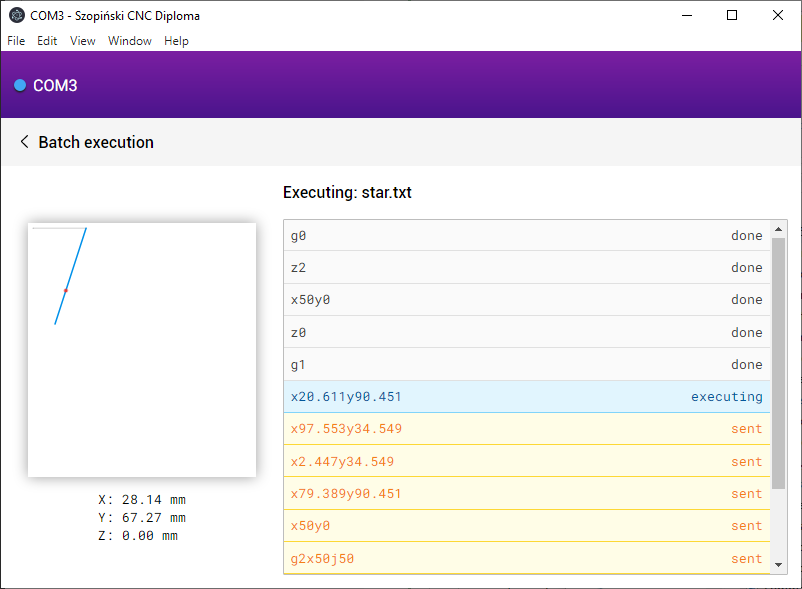 COM3 - Szopiński CNC Diploma
File Edit View Window Help
COM3
Batch execution
Executing: star.txt
g0 done
z2 done
x50y0 done
z0 done
g1 done
x20.611y90.451 executing
x97.553y34.549 sent
x2.447y34.549 sent
x79.389y90.451 sent
x50y0 sent
g2x50j50 sent
X: 28.14 mm
Y: 67.27 mm
Z: 0.00 mm